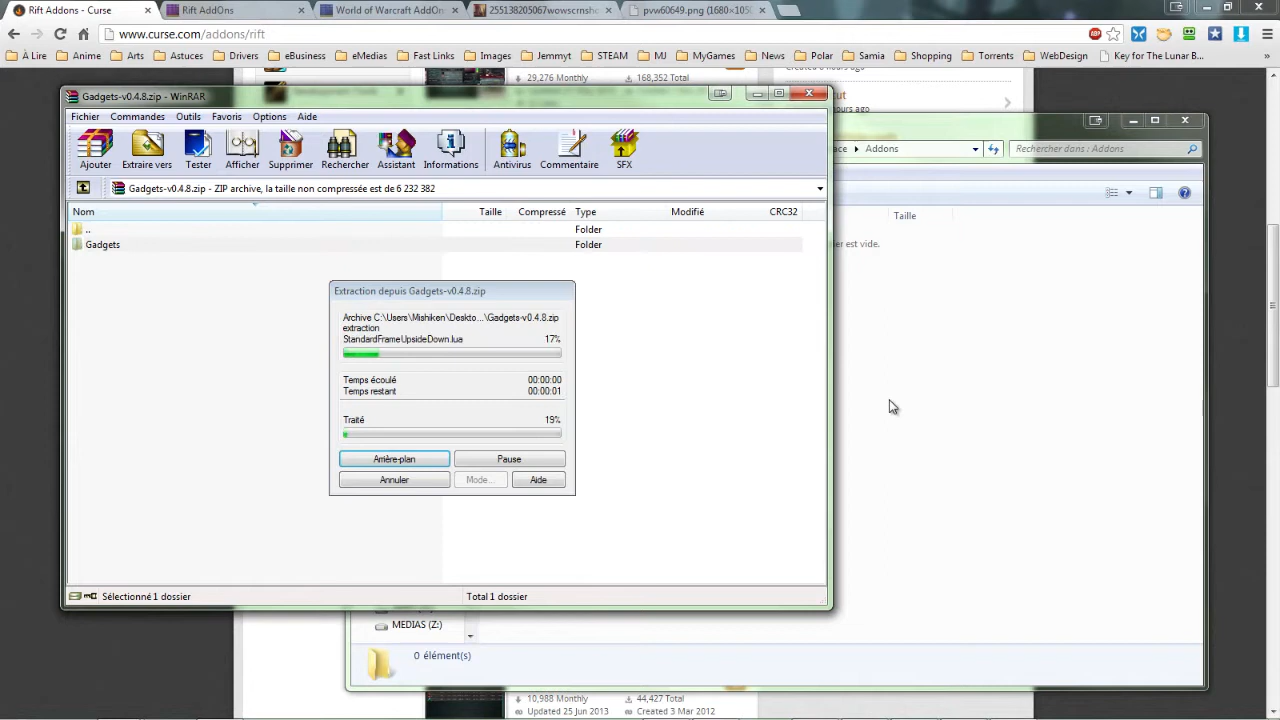 Rift Addons - Curse
Rift AddOns
World of Warcraft AddOn
255138205067wowscrnsh
pvw60649.png (1680×105
www.curse.com/addons/rift
À Lire
Anime
Arts
Astuces
Drivers
eBusiness
eMedias
Fast Links
Images
Jemmyt
STEAM
MJ
MyGames
News
Polar
Samia
Shopping
Torrents
WebDesign
Key for The Lunar B...
29,276 Monthly
168,352 Total
Gadgets-v0.4.8.zip - WinRAR
Fichier Commandes Outils Favoris Options Aide
Ajouter Extraire vers Tester Afficher Supprimer Rechercher Assistant Informations Antivirus Commentaire SFX
Addons
Rechercher dans : Addons
Gadgets-v0.4.8.zip - ZIP archive, la taille non compressée est de 6 232 382
Nom Taille Compressé Type Modifié CRC32
Taille
.. Folder
Gadgets Folder
er est vide.
Extraction depuis Gadgets-v0.4.8.zip
Archive C:\Users\Mishiken\Deskto...\Gadgets-v0.4.8.zip
extraction
StandardFrameUpsideDown.lua 17%
Temps écoulé 00:00:00
Temps restant 00:00:01
Traité 19%
Arrière-plan Pause
Annuler Mode... Aide
Sélectionné 1 dossier
Total 1 dossier
MEDIAS (Z:)
0 élément(s)
10,988 Monthly
44,427 Total
Updated 25 Jun 2013
Created 3 Mar 2012